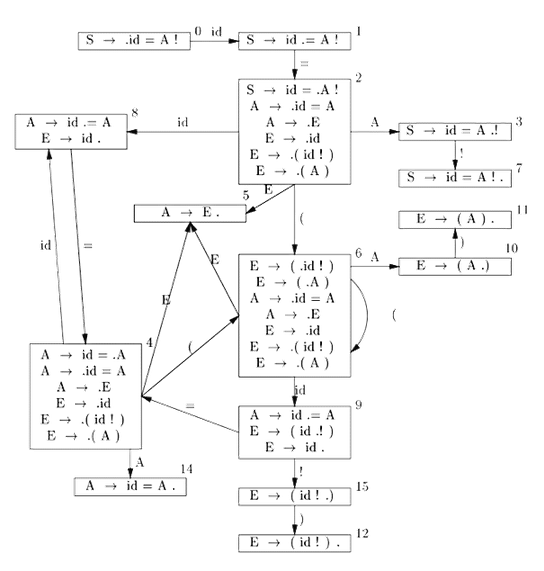 0 id 1
S → .id = A !
S → id .= A !
=
2
S → id = .A !
A → .id = A
A → .E
E → .id
E → .( id ! )
E → .( A )
8
A → id .= A
E → id .
id
A
3
S → id = A .!
!
S → id = A ! .
7
E
5
A → E .
(
11
E → ( A ) .
)
10
6
A
E → ( A .)
E → ( .id ! )
E → ( .A )
A → .id = A
A → .E
E → .id
E → .( id ! )
E → .( A )
(
id
=
E
E
(
4
A → id = .A
A → .id = A
A → .E
E → .id
E → .( id ! )
E → .( A )
id
9
=
A → id .= A
E → ( id .! )
E → id .
A
14
A → id = A .
!
15
E → ( id ! .)
)
12
E → ( id ! ) .